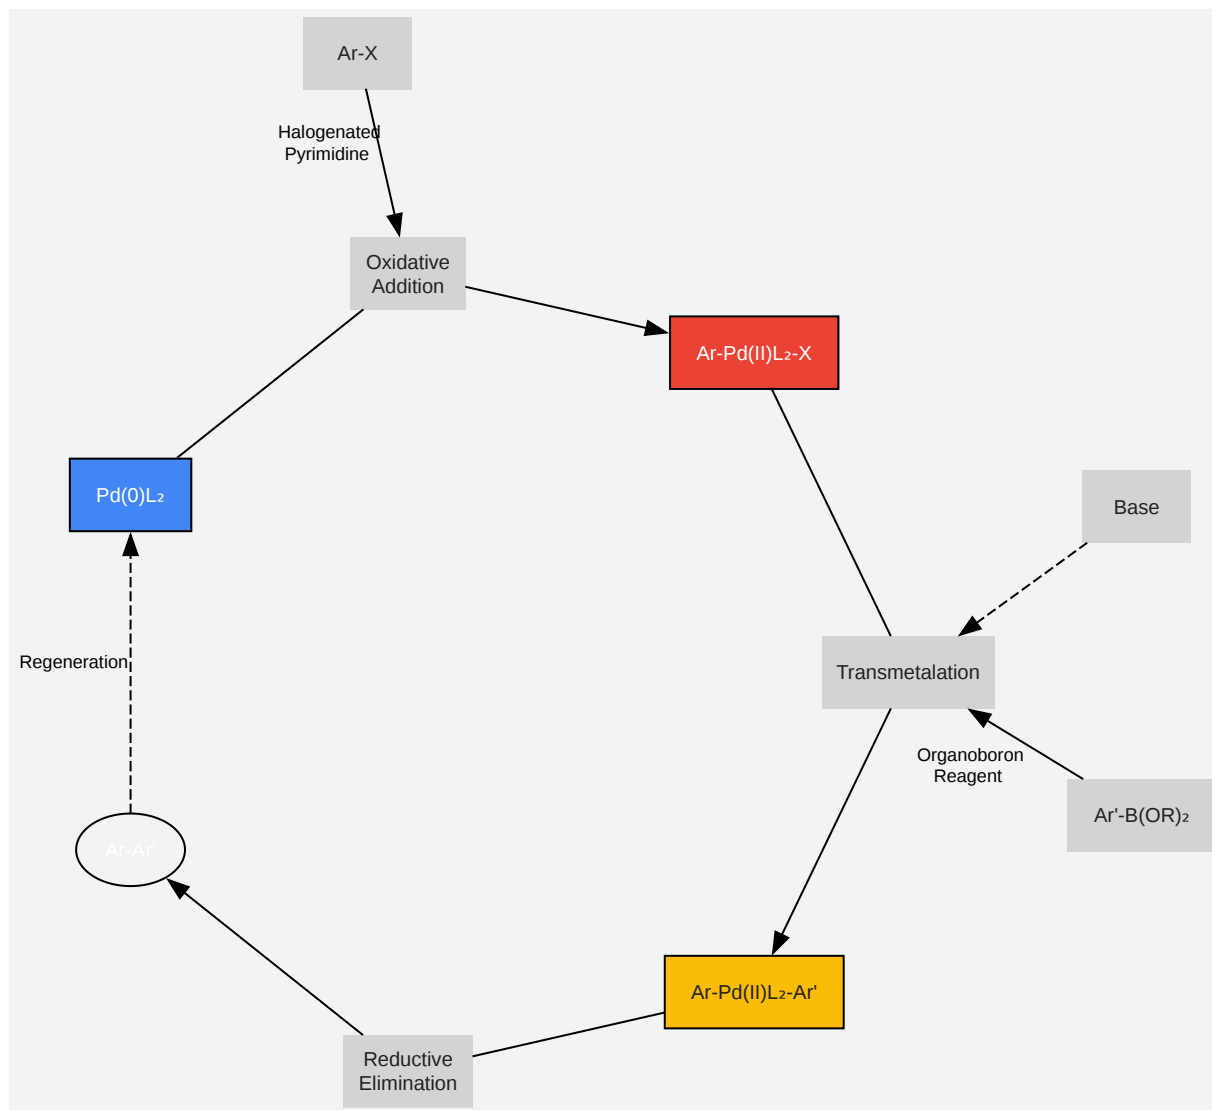 Ar-X
Halogenated
Pyrimidine
Oxidative
Addition
Ar-Pd(II)L₂-X
Pd(0)L₂
Base
Regeneration
Transmetalation
Organoboron
Reagent
Ar'-B(OR)₂
Ar-Ar'
Ar-Pd(II)L₂-Ar'
Reductive
Elimination